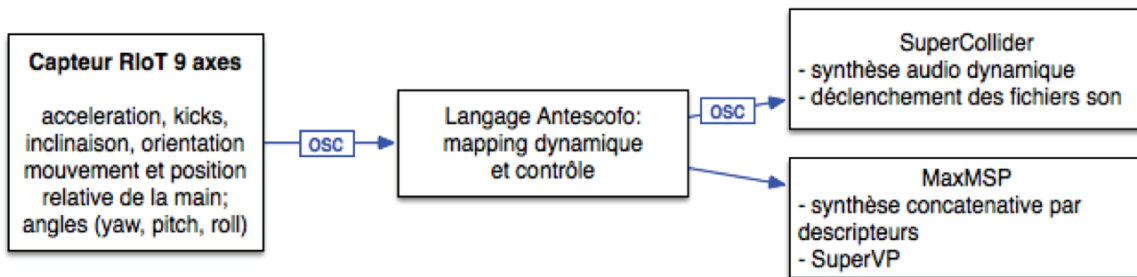 Capteur RIoT 9 axes
acceleration, kicks,
inclinaison, orientation
mouvement et position
relative de la main;
angles (yaw, pitch, roll)
OSC
Langage Antescofo:
mapping dynamique
et contrôle
OSC
SuperCollider
- synthèse audio dynamique
- déclenchement des fichiers son
MaxMSP
- synthèse concatenative par
descripteurs
- SuperVP